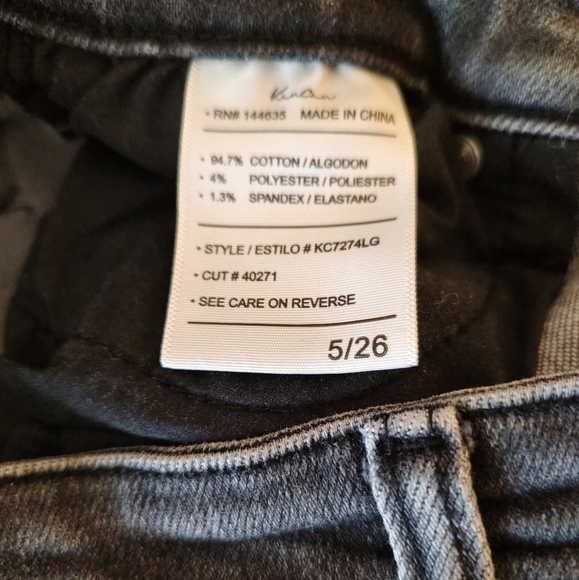 KanCan
• RN# 144635 MADE IN CHINA
• 94.7% COTTON / ALGODON
• 4% POLYESTER / POLIESTER
• 1.3% SPANDEX / ELASTANO
• STYLE / ESTILO # KC7274LG
• CUT # 40271
• SEE CARE ON REVERSE
5/26